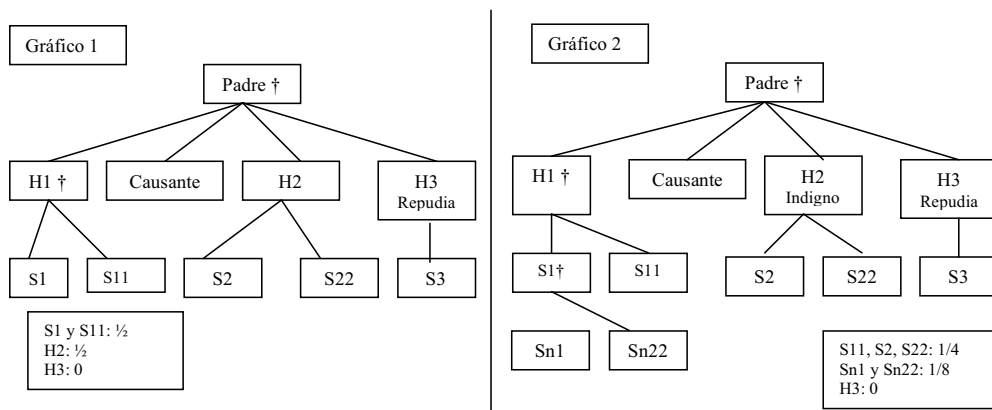 Gráfico 1
Padre †
H1 †
Causante
H2
H3
Repudia
S1
S11
S2
S22
S3
S1 y S11: ½
H2: ½
H3: 0
Gráfico 2
Padre †
H1 †
Causante
H2
Indigno
H3
Repudia
S1†
S11
S2
S22
S3
Sn1
Sn22
S11, S2, S22: 1/4
Sn1 y Sn22: 1/8
H3: 0